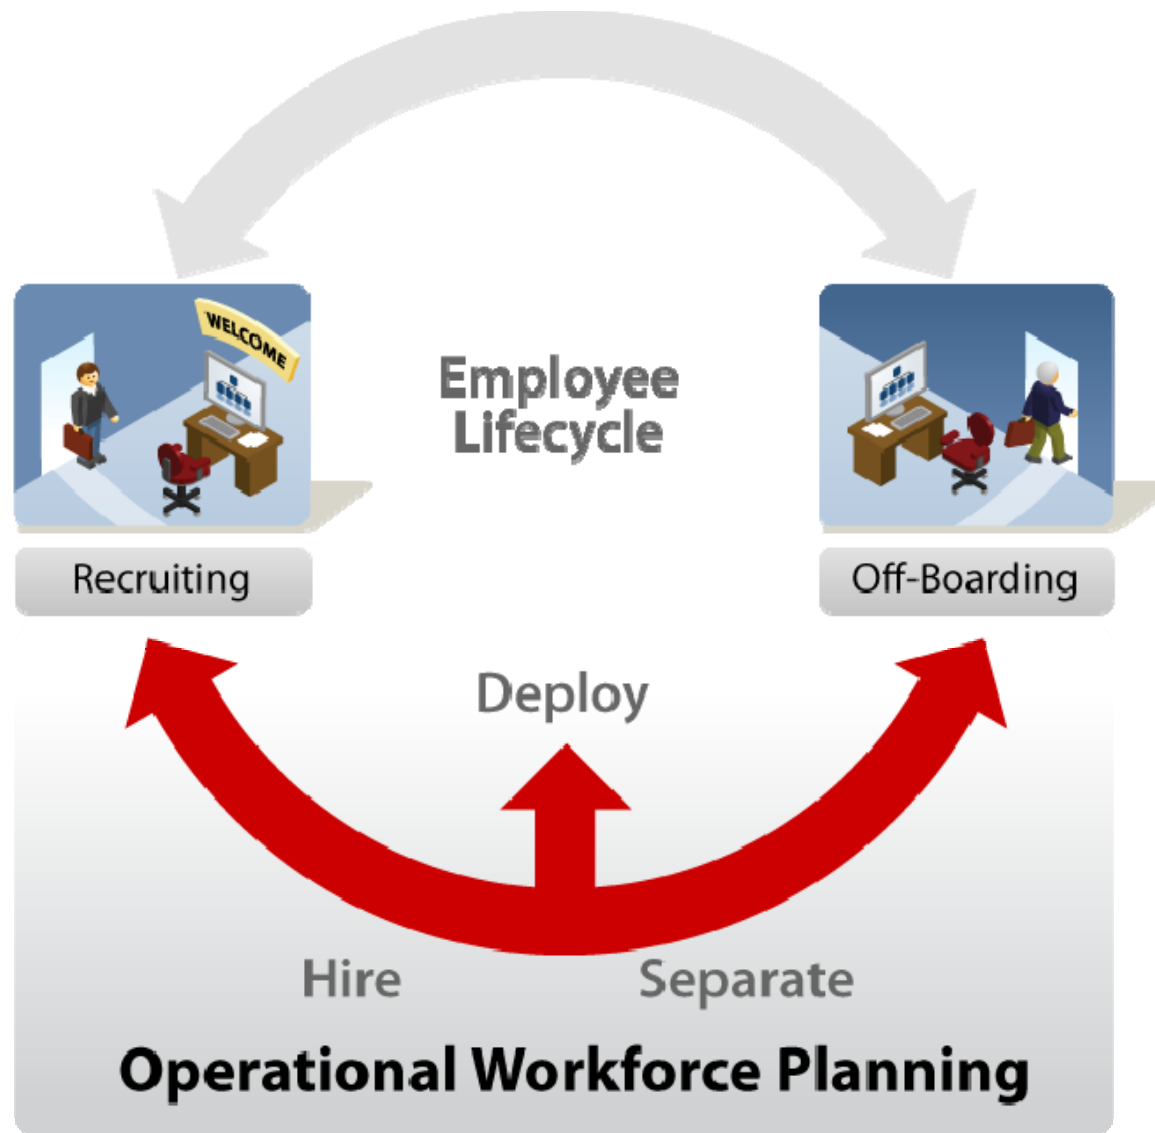 WELCOME
Employee
Lifecycle
Recruiting
Off-Boarding
Deploy
Hire
Separate
Operational Workforce Planning